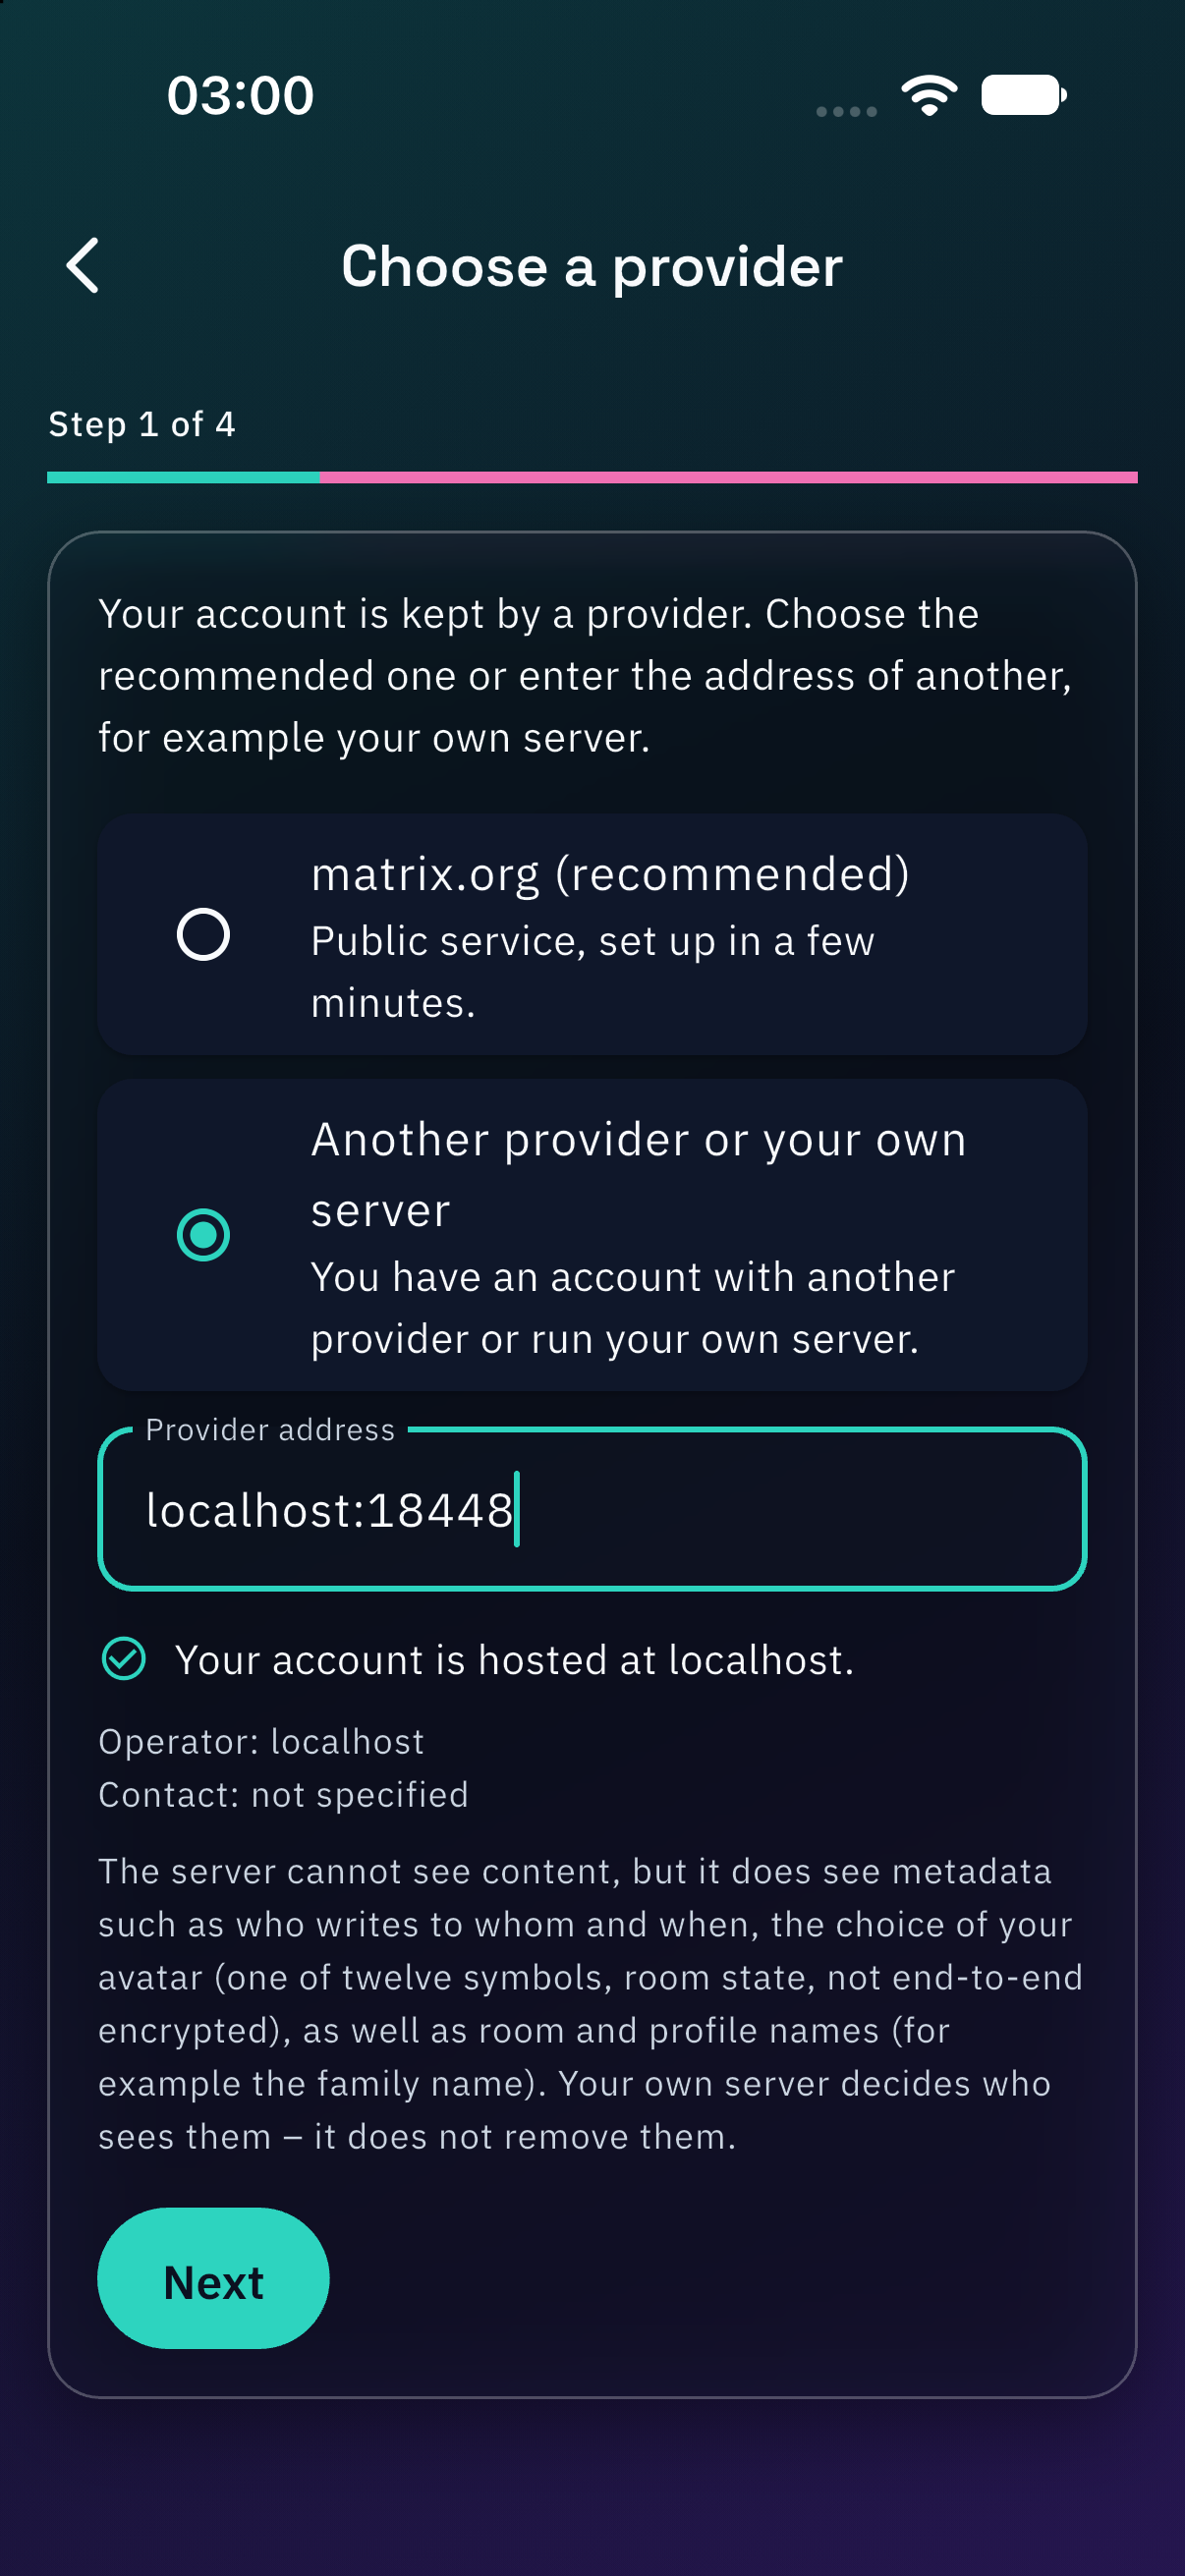 03:00
Choose a provider
Step 1 of 4
Your account is kept by a provider. Choose the
recommended one or enter the address of another,
for example your own server.
matrix.org (recommended)
Public service, set up in a few
minutes.
Another provider or your own
server
You have an account with another
provider or run your own server.
Provider address
localhost:18448
Your account is hosted at localhost.
Operator: localhost
Contact: not specified
The server cannot see content, but it does see metadata
such as who writes to whom and when, the choice of your
avatar (one of twelve symbols, room state, not end-to-end
encrypted), as well as room and profile names (for
example the family name). Your own server decides who
sees them – it does not remove them.
Next